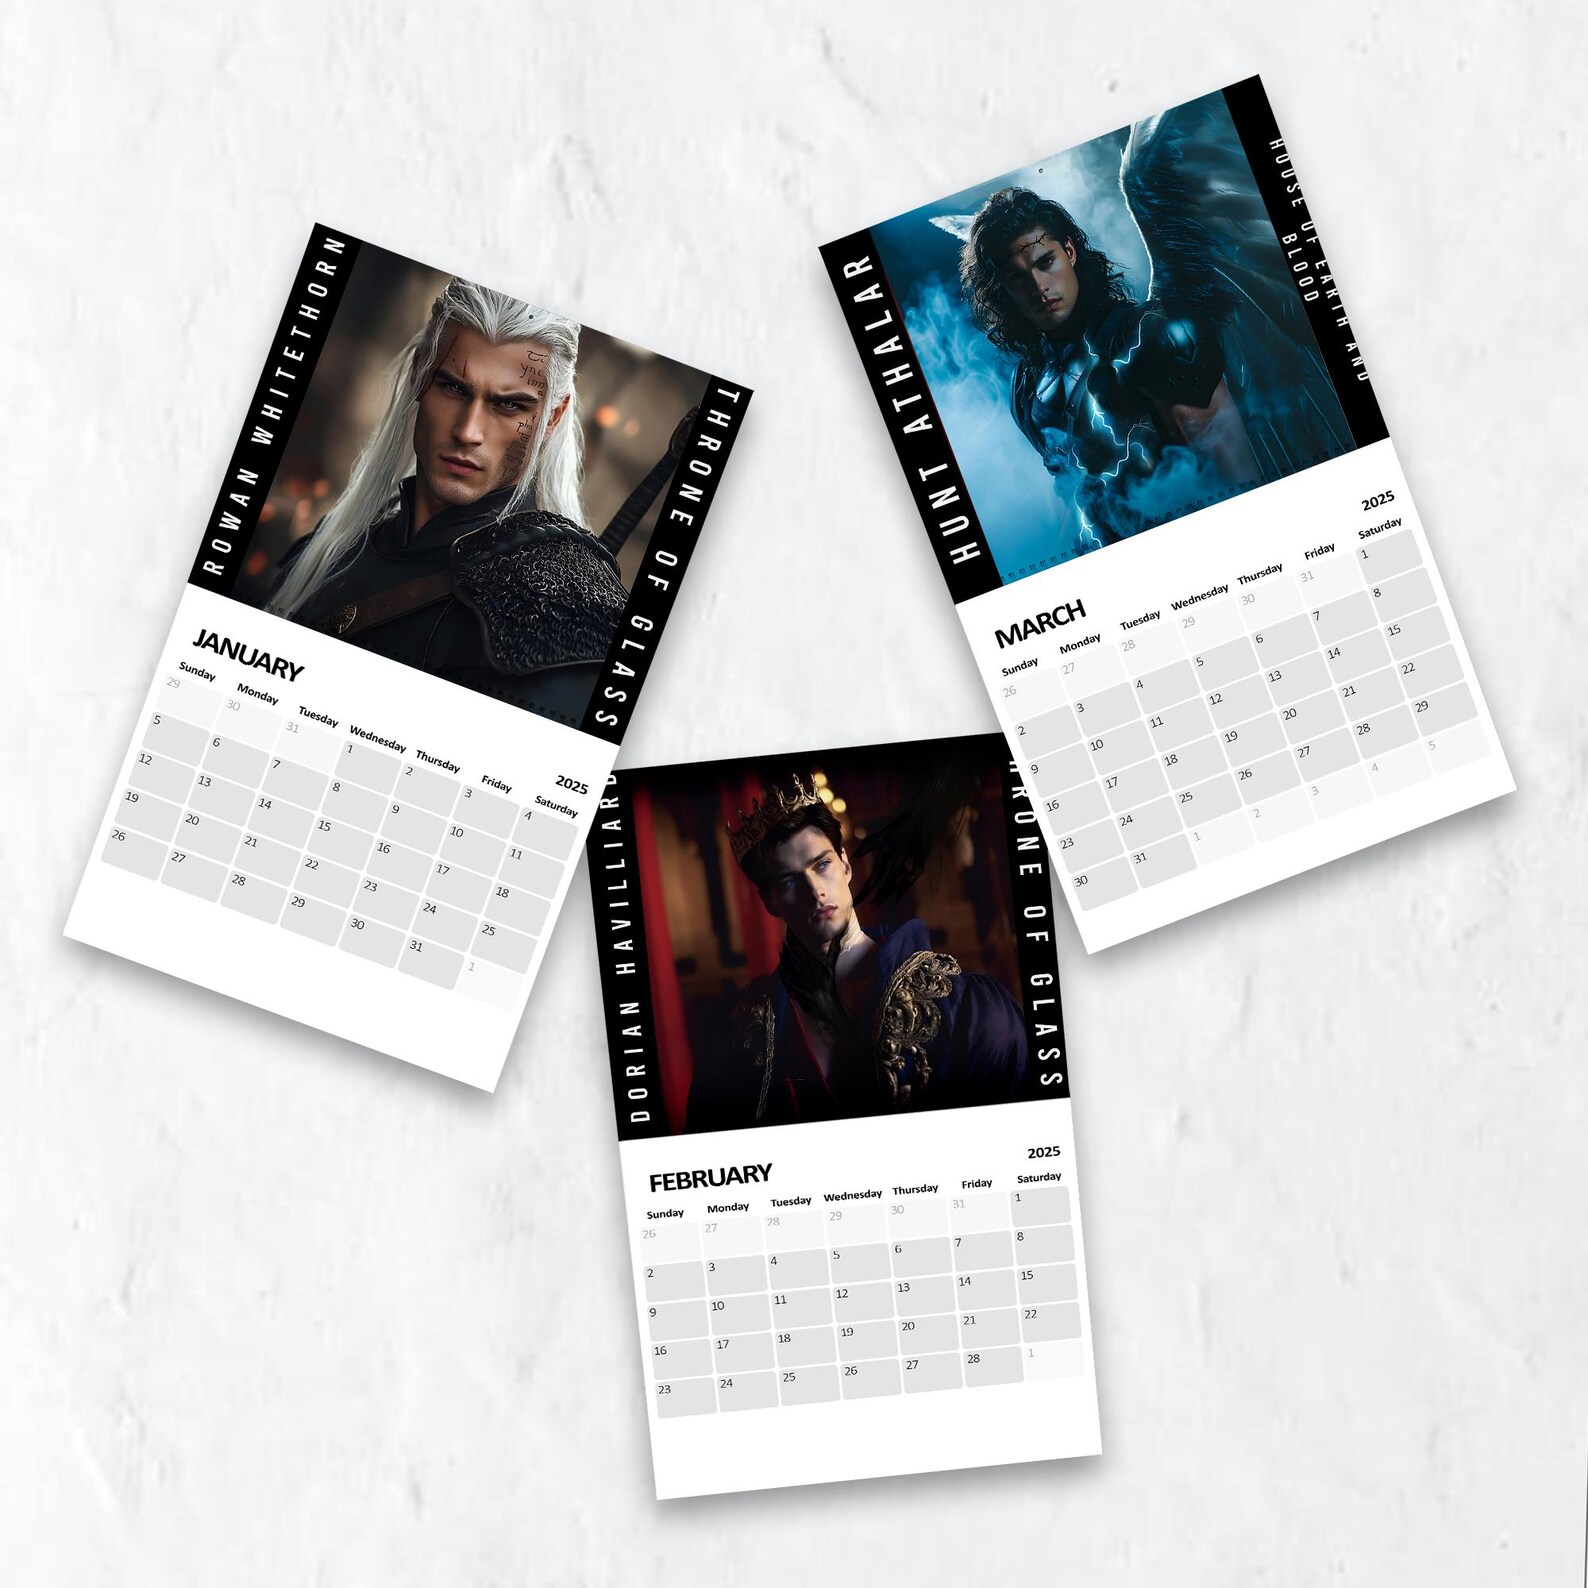 ROWAN WHITETHORN
THRONE OF GLASS
JANUARY
2025
Sunday Monday Tuesday Wednesday Thursday Friday Saturday
29 30 31 1 2 3 4
5 6 7 8 9 10 11
12 13 14 15 16 17 18
19 20 21 22 23 24 25
26 27 28 29 30 31 1
HUNT ATHALAR
HOUSE OF EARTH AND
BLOOD
MARCH
2025
Sunday Monday Tuesday Wednesday Thursday Friday Saturday
26 27 28 29 30 31 1
2 3 4 5 6 7 8
9 10 11 12 13 14 15
16 17 18 19 20 21 22
23 24 25 26 27 28 29
30 31 1 2 3 4 5
DORIAN HAVILLIARD
HRONE OF GLASS
FEBRUARY
2025
Sunday Monday Tuesday Wednesday Thursday Friday Saturday
26 27 28 29 30 31 1
2 3 4 5 6 7 8
9 10 11 12 13 14 15
16 17 18 19 20 21 22
23 24 25 26 27 28 1